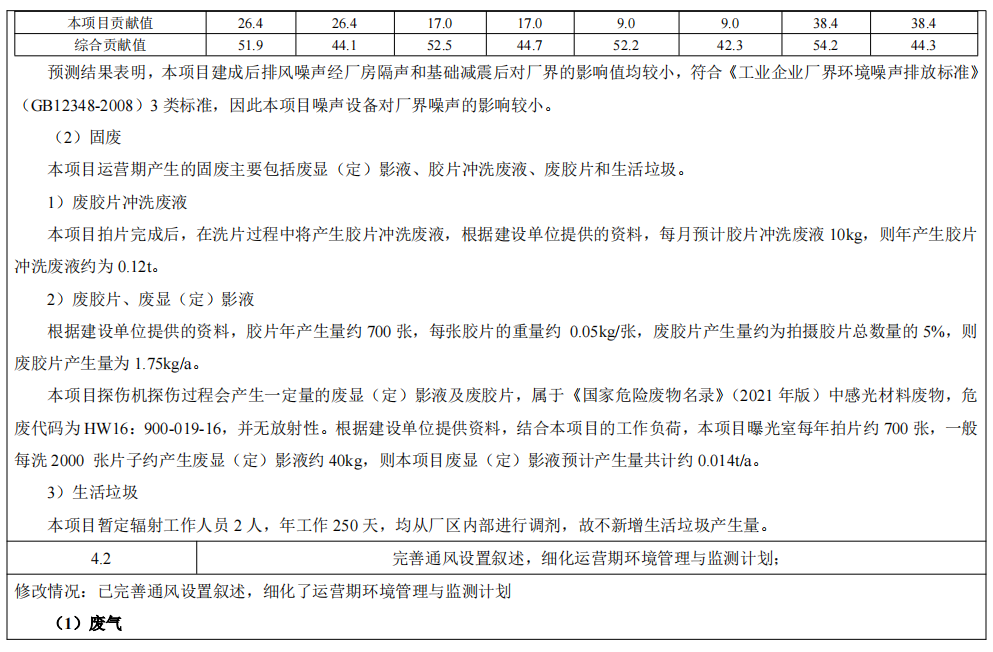 本项目贡献值 26.4 26.4 17.0 17.0 9.0 9.0 38.4 38.4
综合贡献值 51.9 44.1 52.5 44.7 52.2 42.3 54.2 44.3
预测结果表明，本项目建成后排风噪声经厂房隔声和基础减震后对厂界的影响值均较小，符合《工业企业厂界环境噪声排放标准》
（GB12348-2008）3 类标准，因此本项目噪声设备对厂界噪声的影响较小。
（2）固废
本项目运营期产生的固废主要包括废显（定）影液、胶片冲洗废液、废胶片和生活垃圾。
1）废胶片冲洗废液
本项目拍片完成后，在洗片过程中将产生胶片冲洗废液，根据建设单位提供的资料，每月预计胶片冲洗废液 10kg，则年产生胶片
冲洗废液约为 0.12t。
2）废胶片、废显（定）影液
根据建设单位提供的资料，胶片年产生量约 700 张，每张胶片的重量约 0.05kg/张，废胶片产生量约为拍摄胶片总数量的 5%，则
废胶片产生量为 1.75kg/a。
本项目探伤机探伤过程会产生一定量的废显（定）影液及废胶片，属于《国家危险废物名录》（2021 年版）中感光材料废物，危
废代码为 HW16：900-019-16，并无放射性。根据建设单位提供资料，结合本项目的工作负荷，本项目曝光室每年拍片约 700 张，一般
每洗 2000 张片子约产生废显（定）影液约 40kg，则本项目废显（定）影液预计产生量共计约 0.014t/a。
3）生活垃圾
本项目暂定辐射工作人员 2 人，年工作 250 天，均从厂区内部进行调剂，故不新增生活垃圾产生量。
4.2 完善通风设置叙述，细化运营期环境管理与监测计划；
修改情况：已完善通风设置叙述，细化了运营期环境管理与监测计划
（1）废气